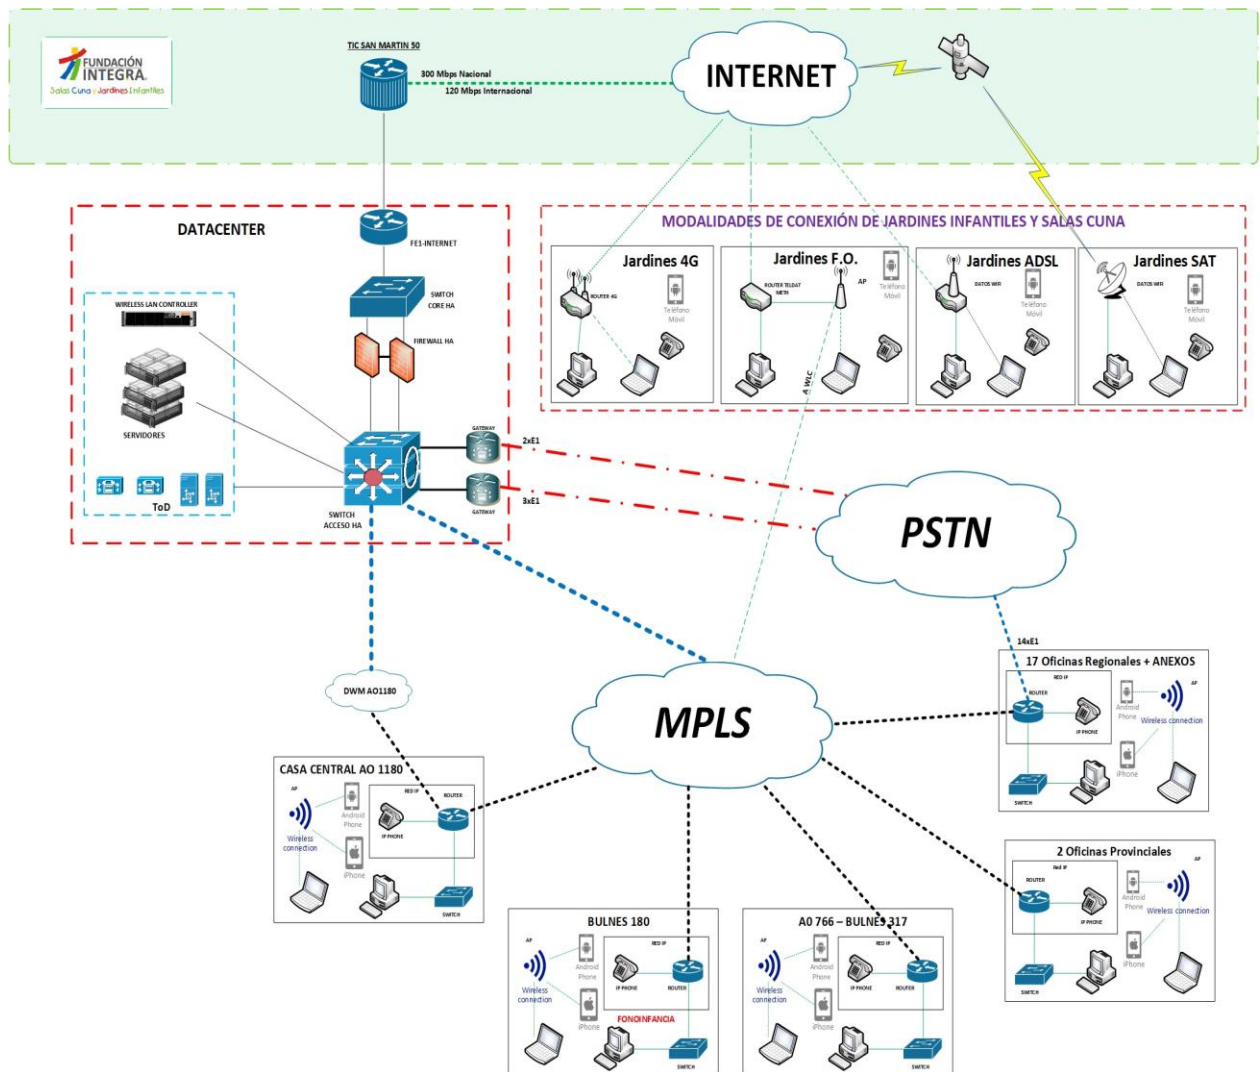 FUNDACIÓN
INTEGRA
Salas Cuna y Jardines Infantiles
TIC SAN MARTIN 50
300 Mbps Nacional
120 Mbps Internacional
INTERNET
DATACENTER
FE1-INTERNET
SWITCH
CORE HA
FIREWALL HA
WIRELESS LAN CONTROLLER
SERVIDORES
ToD
SWITCH
ACCESO HA
GATEWAY
2xE1
GATEWAY
3xE1
MODALIDADES DE CONEXIÓN DE JARDINES INFANTILES Y SALAS CUNA
Jardines 4G
ROUTER 4G
Teléfono
Móvil
Jardines F.O.
ROUTER TELDAT
METH
AP
Teléfono
Móvil
A WLC
Jardines ADSL
DATOS WIR
Teléfono
Móvil
Jardines SAT
DATOS WIR
Teléfono
Móvil
PSTN
14xE1
MPLS
DWM AO1180
17 Oficinas Regionales + ANEXOS
RED IP
ROUTER
IP PHONE
SWITCH
AP
Android
Phone
Wireless connection
iPhone
CASA CENTRAL AO 1180
AP
Android
Phone
Wireless
connection
iPhone
RED IP
ROUTER
IP PHONE
SWITCH
2 Oficinas Provinciales
Red IP
ROUTER
IP PHONE
SWITCH
AP
Android
Phone
Wireless connection
iPhone
BULNES 180
AP
Android
Phone
Wireless
connection
iPhone
RED IP
IP PHONE
ROUTER
FONOINFANCIA
SWITCH
A0 766 – BULNES 317
AP
Android
Phone
Wireless
connection
iPhone
RED IP
IP PHONE
ROUTER
SWITCH